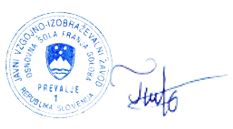 JAVNI VZGOJNO-IZOBRAŽEVALNI ZAVOD
OSNOVNA ŠOLA FRANJA GOLOBA
PREVALJE
REPUBLIKA SLOVENIJA